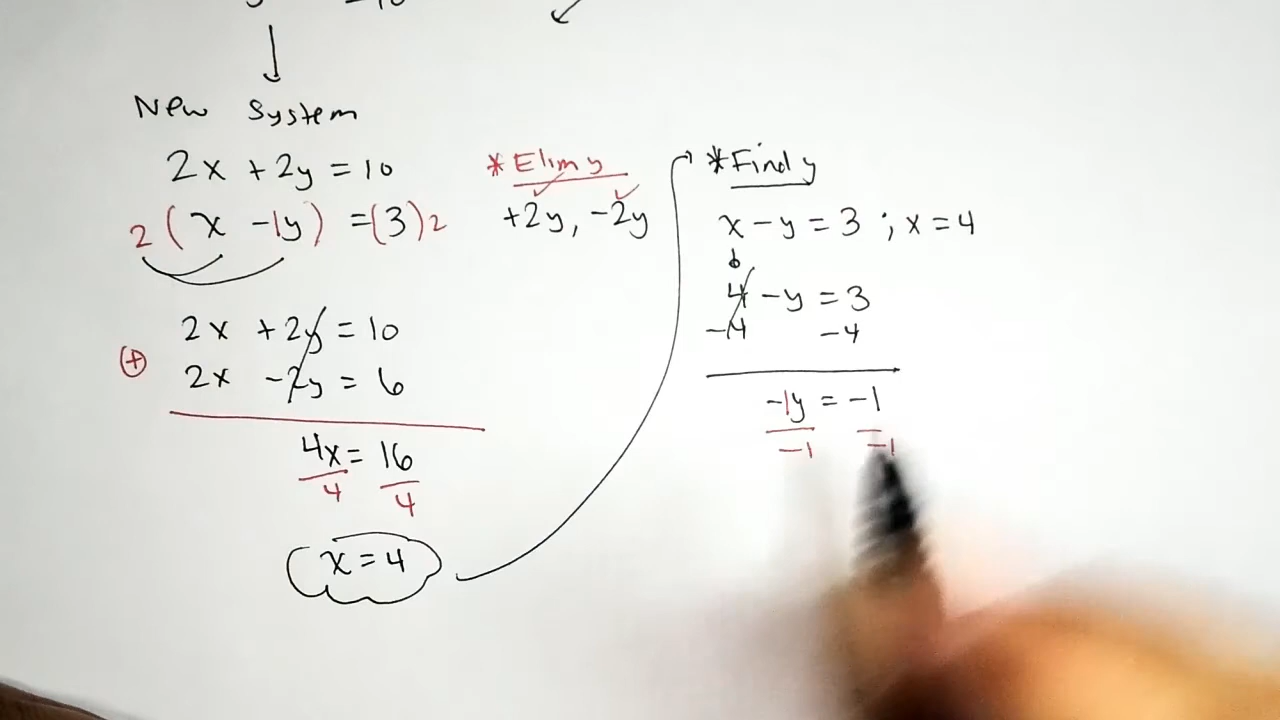 New System
2x + 2y = 10
2 ( x - 1y ) = ( 3 ) 2
2x + 2y = 10
+ 2x - 2y = 6
4x = 16
4 4
x = 4
*Elim y
+2y, -2y
*Find y
x - y = 3 ; x = 4
4 - y = 3
-4 -4
-1y = -1
-1 -1